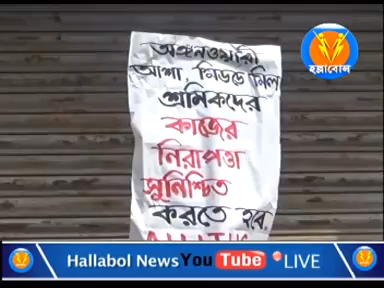 অঙ্গনওয়াড়ী
আশা, মিডডে মিল
শ্রমিকদের
কাজের
নিরাপত্তা
সুনিশ্চিত
করতে হবে
হল্লাবোল
Hallabol News YouTube LIVE